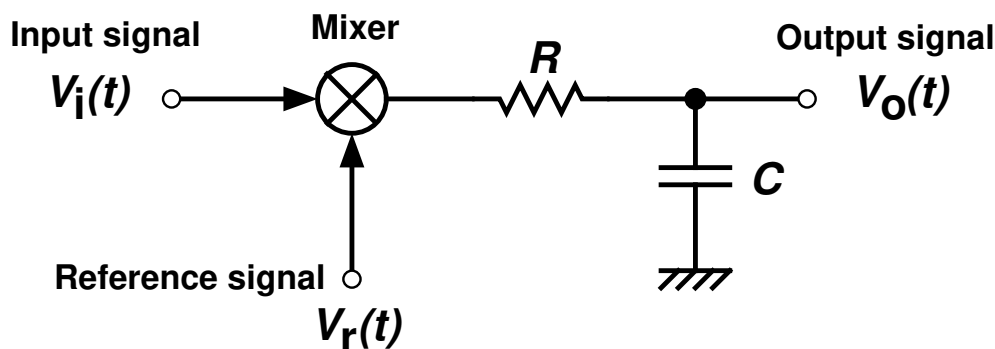 Input signal
Vi(t)
Mixer
R
Output signal
Vo(t)
C
Reference signal
Vr(t)